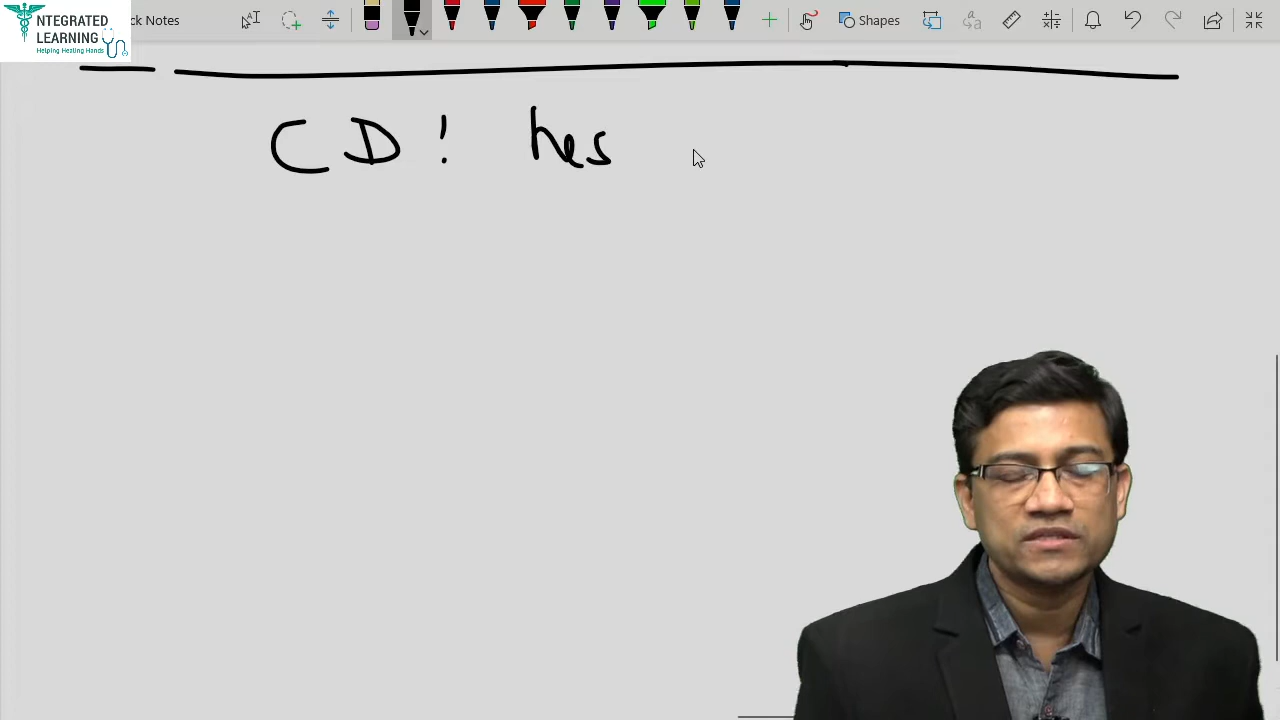 NTEGRATED
LEARNING
Helping Healing Hands
ck Notes
Shapes
CD! hes